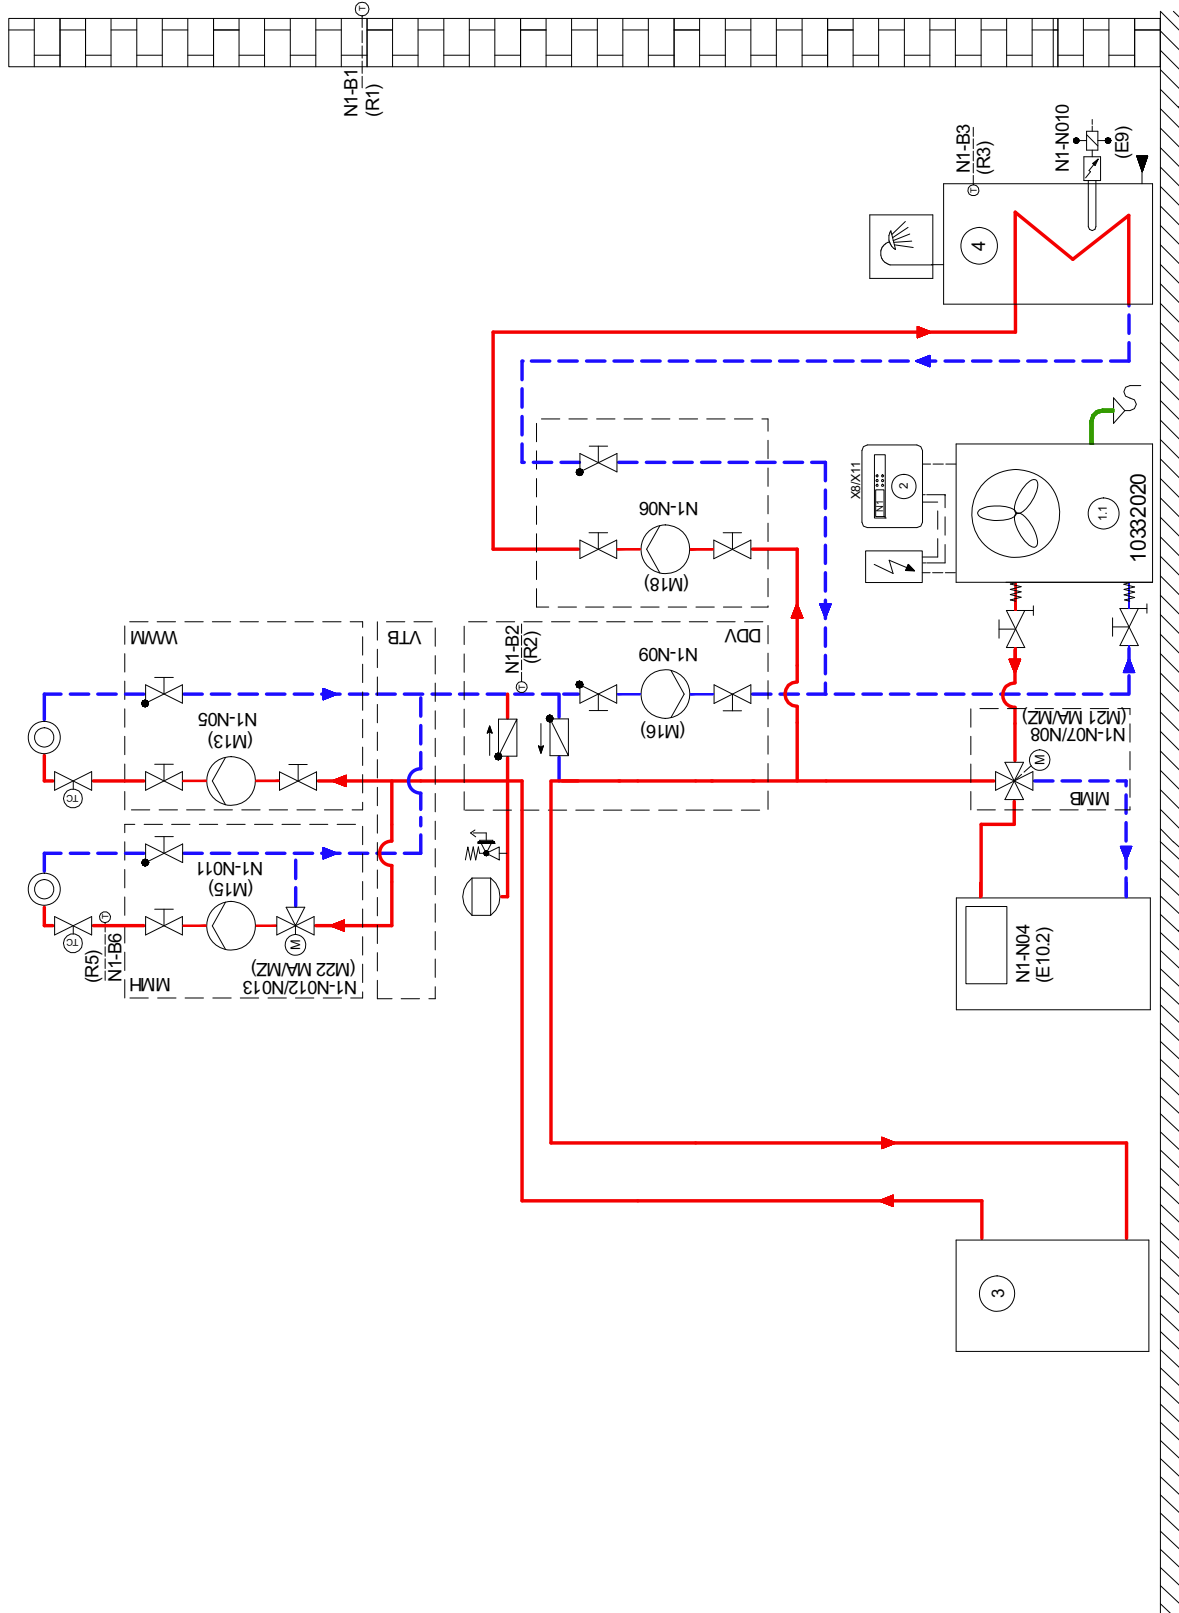 T
N1-B1
(R1)
N1-B3
(R3)
T
N1-N010
(E9)
4
X8/X11
N1
2
N1-N06
(M18)
1.1
10332020
WWM
N1-N05
(M13)
TC
VTB
N1-B2
(R2)
T
DDV
N1-N09
(M16)
N1-N07/N08
(M21 MA/MZ)
M
MMB
N1-N011
(M15)
TC
T
(R5)
N1-B6
M
MMH
N1-N012/N013
(M22 MA/MZ)
N1-N04
(E10.2)
3